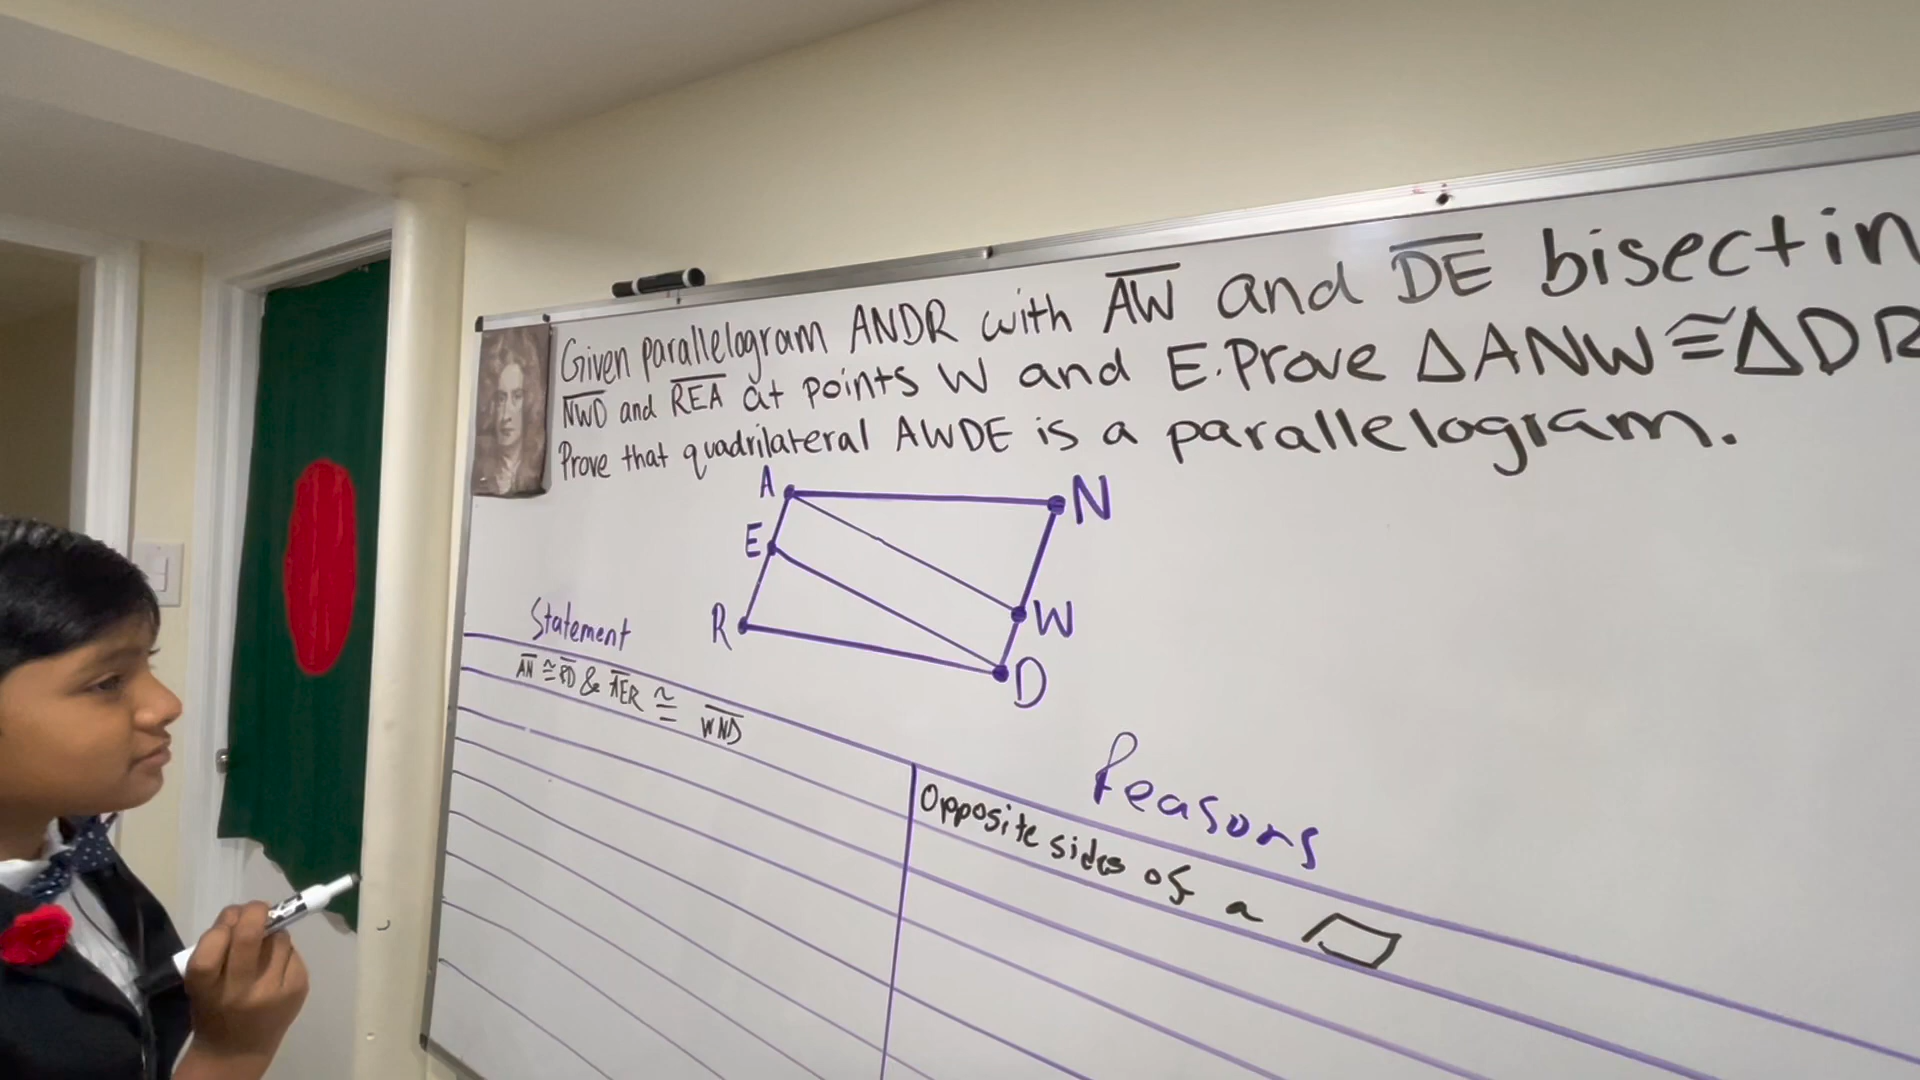 Given parallelogram ANDR with AW and DE bisectin
NWD and REA at points W and E. Prove ΔANW≅ΔDR
Prove that quadrilateral AWDE is a parallelogram.
A
N
E
W
R
D
Statement
AN ≅ RD & AER ≅ WND
Reasons
Opposite sides of a ▱